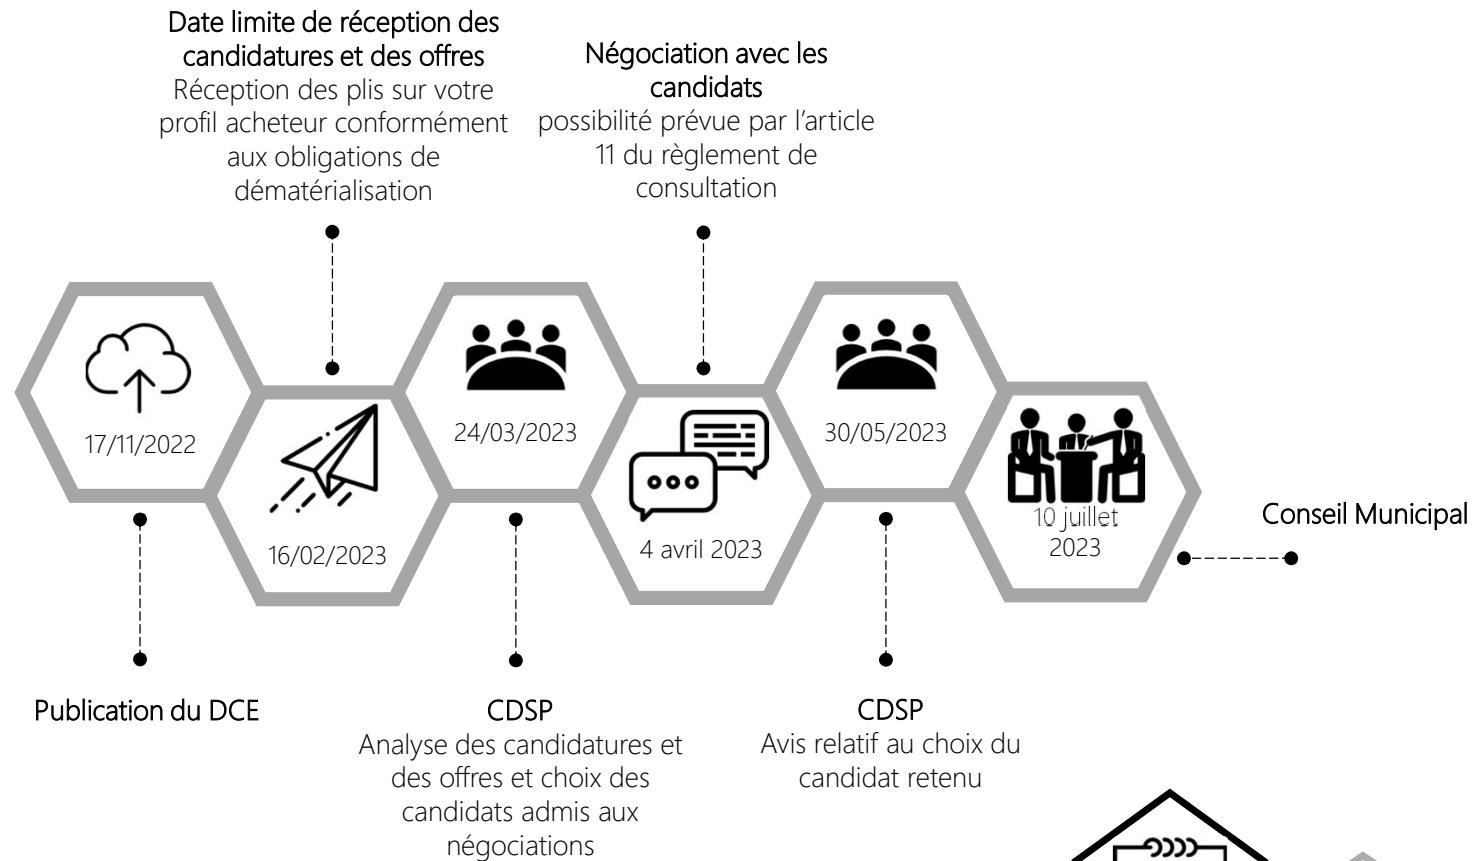 Date limite de réception des
candidatures et des offres
Réception des plis sur votre
profil acheteur conformément
aux obligations de
dématérialisation
Négociation avec les
candidats
possibilité prévue par l’article
11 du règlement de
consultation
17/11/2022
16/02/2023
24/03/2023
4 avril 2023
30/05/2023
10 juillet
2023
Conseil Municipal
Publication du DCE
CDSP
Analyse des candidatures et
des offres et choix des
candidats admis aux
négociations
CDSP
Avis relatif au choix du
candidat retenu